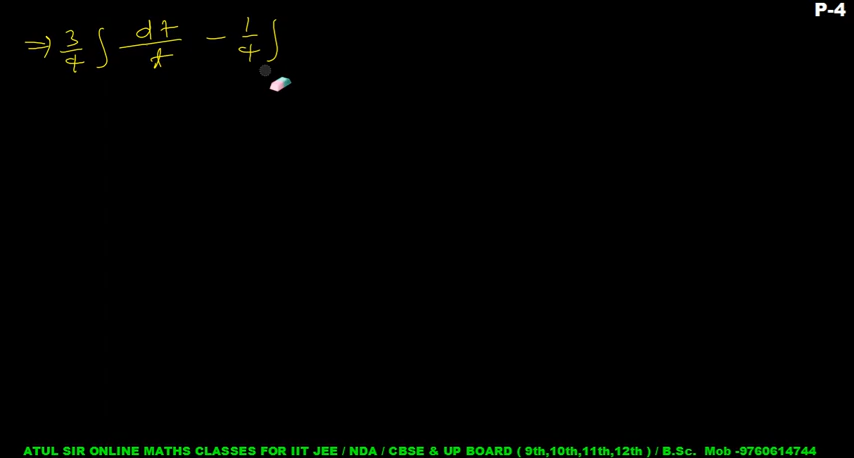 P-4
⇒ 3/4 ∫ dt/t - 1/4 ∫
ATUL SIR ONLINE MATHS CLASSES FOR IIT JEE / NDA / CBSE & UP BOARD ( 9th,10th,11th,12th ) / B.Sc. Mob -9760614744